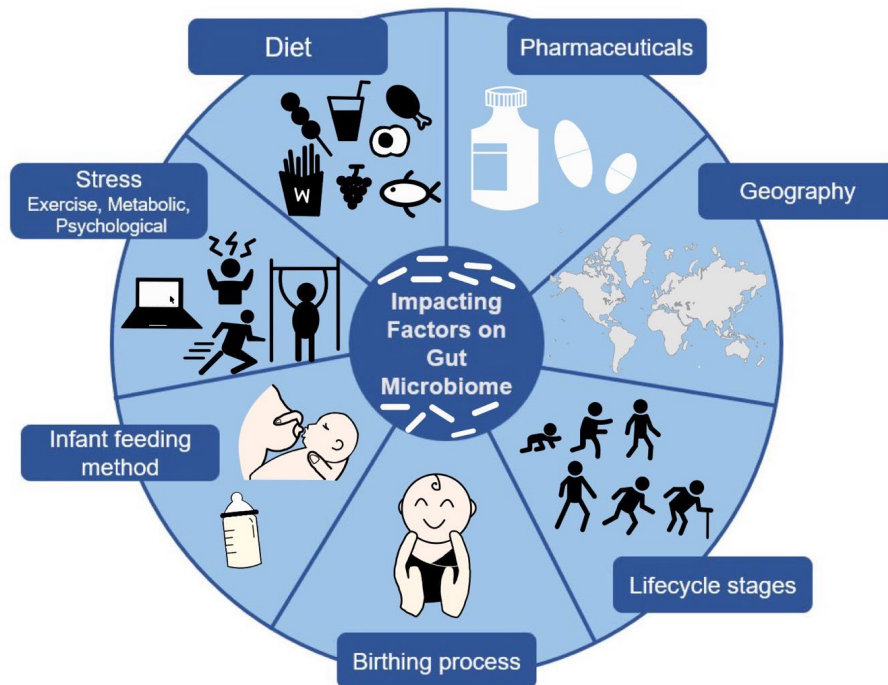 Diet
Pharmaceuticals
Stress
Exercise, Metabolic,
Psychological
Geography
W
Impacting
Factors on
Gut
Microbiome
Infant feeding
method
Lifecycle stages
Birthing process